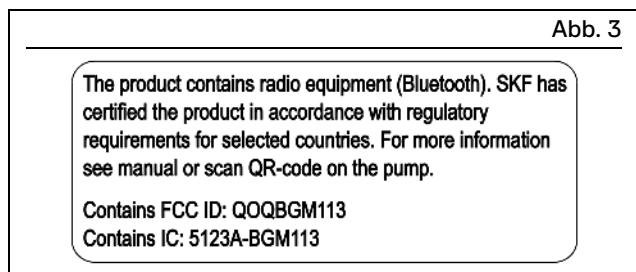 Abb. 3
The product contains radio equipment (Bluetooth). SKF has
certified the product in accordance with regulatory
requirements for selected countries. For more information
see manual or scan QR-code on the pump.
Contains FCC ID: QOQBGM113
Contains IC: 5123A-BGM113